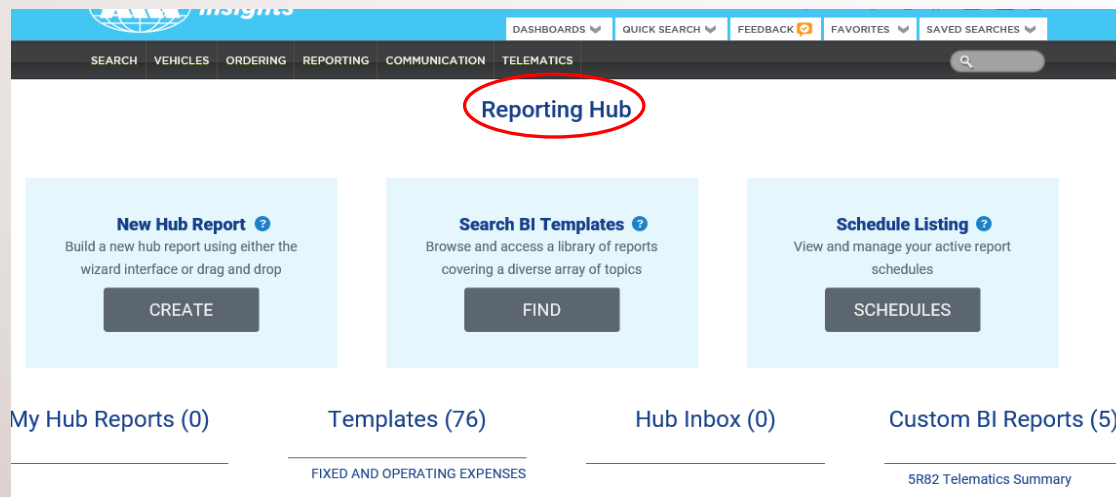 insights
DASHBOARDS
QUICK SEARCH
FEEDBACK
FAVORITES
SAVED SEARCHES
SEARCH VEHICLES ORDERING REPORTING COMMUNICATION TELEMATICS
Reporting Hub
New Hub Report ?
Build a new hub report using either the
wizard interface or drag and drop
CREATE
Search BI Templates ?
Browse and access a library of reports
covering a diverse array of topics
FIND
Schedule Listing ?
View and manage your active report
schedules
SCHEDULES
My Hub Reports (0)
Templates (76)
FIXED AND OPERATING EXPENSES
Hub Inbox (0)
Custom BI Reports (5)
5R82 Telematics Summary